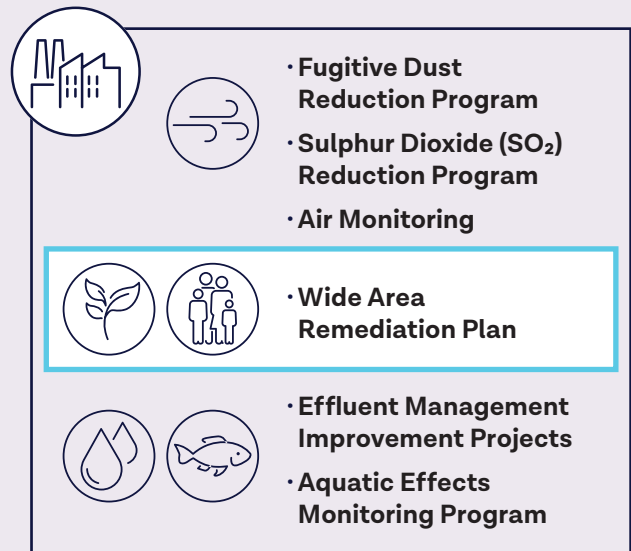 · Fugitive Dust
Reduction Program
· Sulphur Dioxide (SO₂)
Reduction Program
· Air Monitoring
· Wide Area
Remediation Plan
· Effluent Management
Improvement Projects
· Aquatic Effects
Monitoring Program